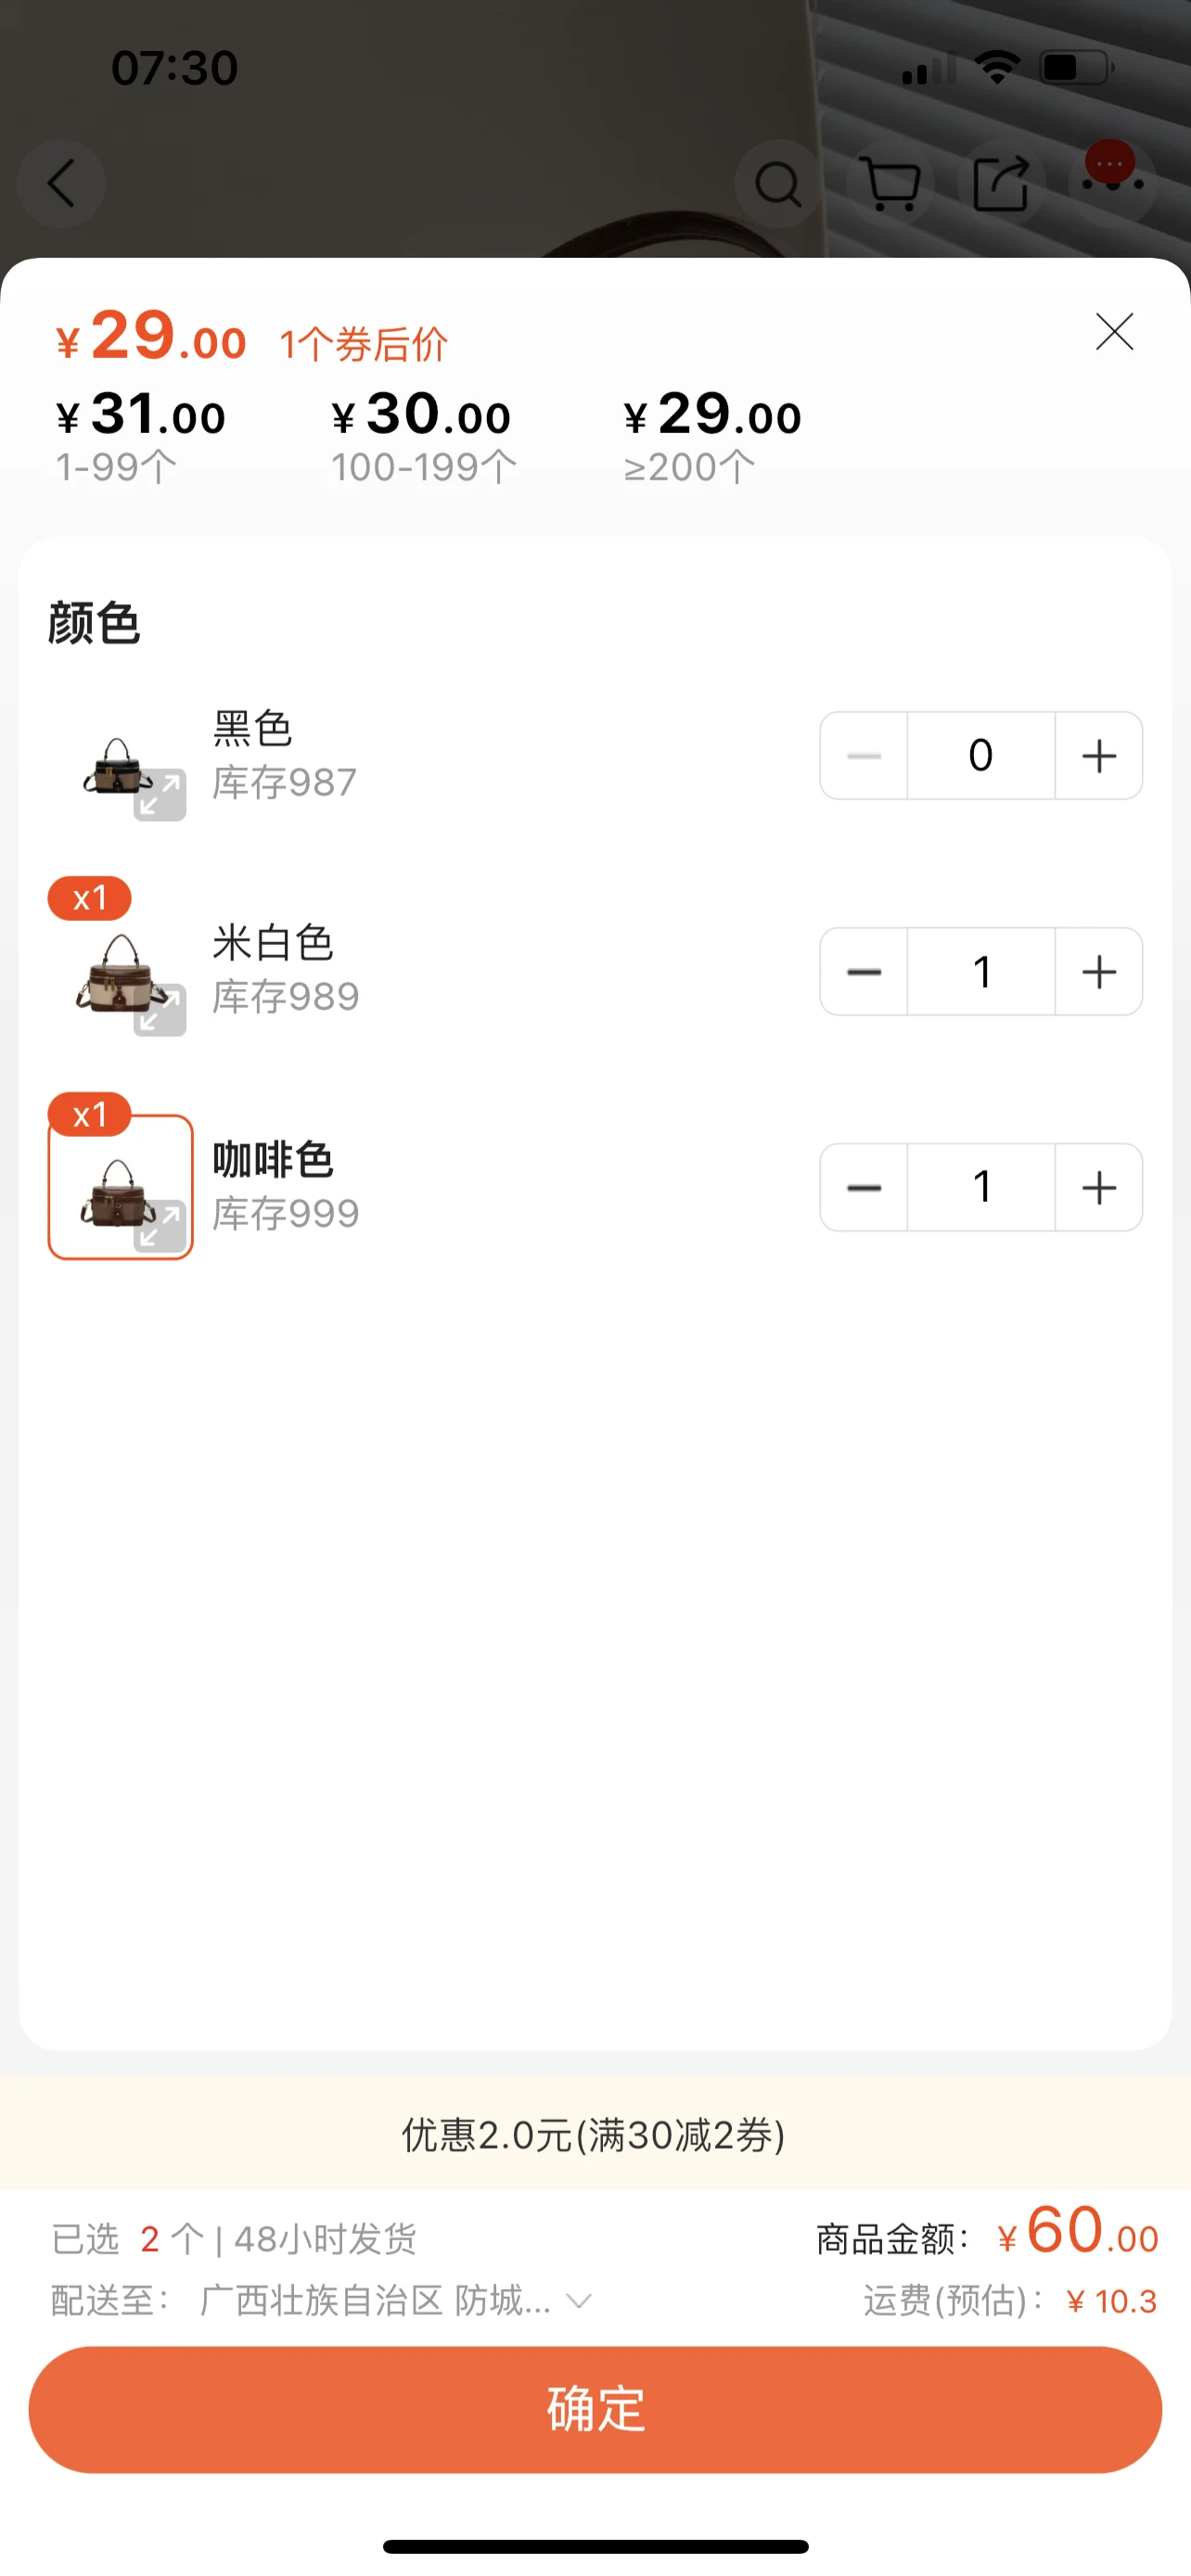 07:30
¥29.00 1个券后价
¥31.00 ¥30.00 ¥29.00
1-99个 100-199个 ≥200个
颜色
黑色
库存987
0
x1
米白色
库存989
1
x1
咖啡色
库存999
1
优惠2.0元(满30减2券)
已选 2 个 | 48小时发货 商品金额: ¥60.00
配送至: 广西壮族自治区 防城... 运费(预估): ¥10.3
确定